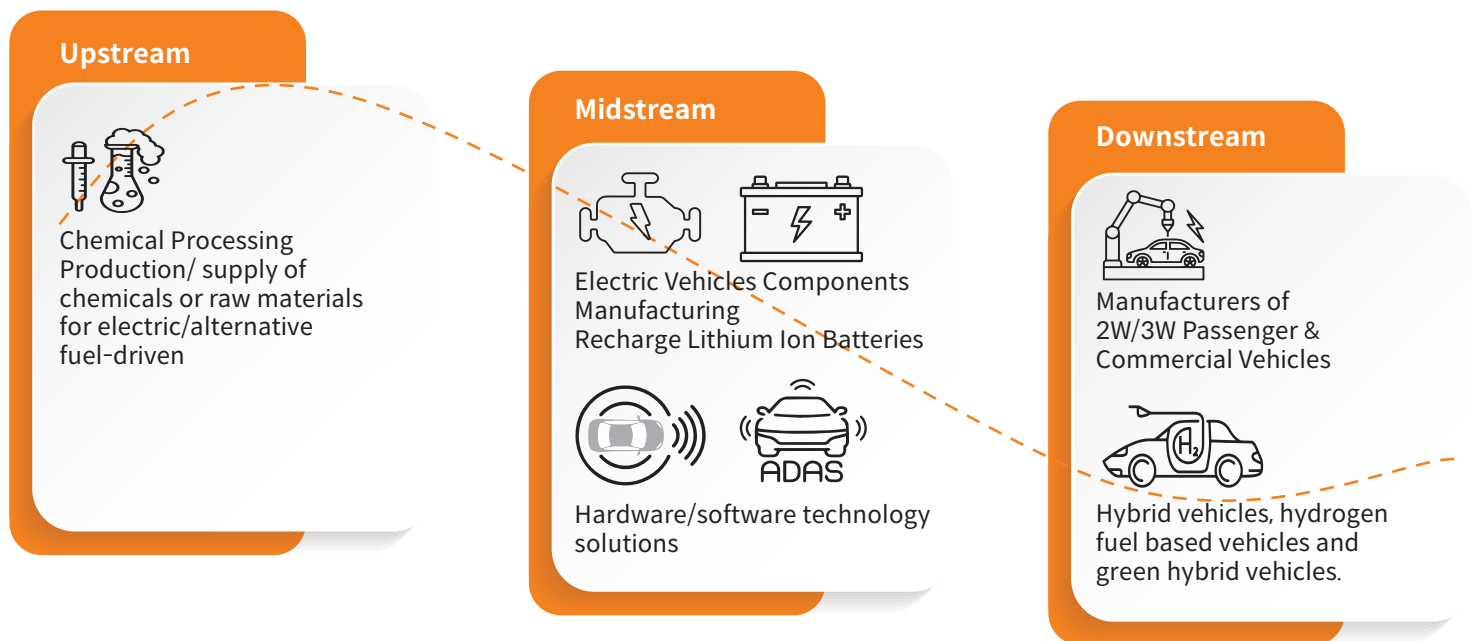 Upstream
Chemical Processing
Production/ supply of
chemicals or raw materials
for electric/alternative
fuel-driven
Midstream
Electric Vehicles Components
Manufacturing
Recharge Lithium Ion Batteries
ADAS
Hardware/software technology
solutions
Downstream
Manufacturers of
2W/3W Passenger &
Commercial Vehicles
H₂
Hybrid vehicles, hydrogen
fuel based vehicles and
green hybrid vehicles.